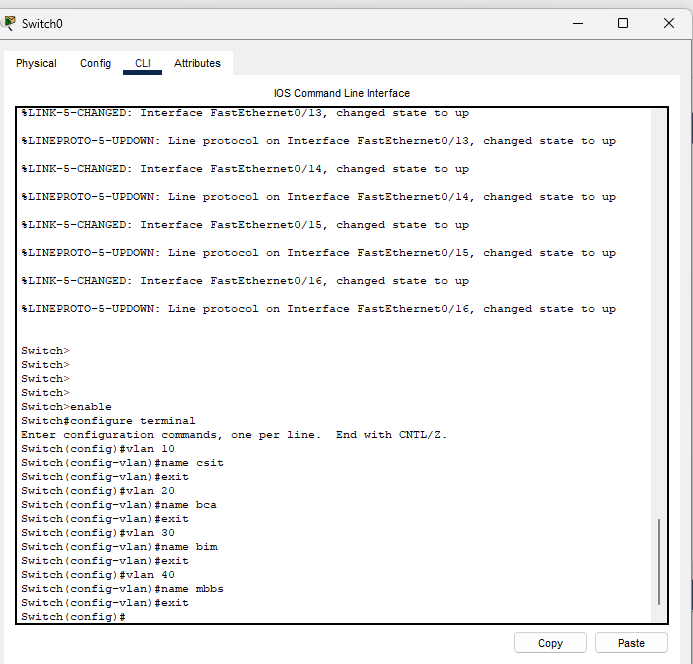 Switch0
Physical Config CLI Attributes
IOS Command Line Interface
%LINK-5-CHANGED: Interface FastEthernet0/13, changed state to up
%LINEPROTO-5-UPDOWN: Line protocol on Interface FastEthernet0/13, changed state to up
%LINK-5-CHANGED: Interface FastEthernet0/14, changed state to up
%LINEPROTO-5-UPDOWN: Line protocol on Interface FastEthernet0/14, changed state to up
%LINK-5-CHANGED: Interface FastEthernet0/15, changed state to up
%LINEPROTO-5-UPDOWN: Line protocol on Interface FastEthernet0/15, changed state to up
%LINK-5-CHANGED: Interface FastEthernet0/16, changed state to up
%LINEPROTO-5-UPDOWN: Line protocol on Interface FastEthernet0/16, changed state to up
Switch>
Switch>
Switch>
Switch>
Switch>enable
Switch#configure terminal
Enter configuration commands, one per line.  End with CNTL/Z.
Switch(config)#vlan 10
Switch(config-vlan)#name csit
Switch(config-vlan)#exit
Switch(config)#vlan 20
Switch(config-vlan)#name bca
Switch(config-vlan)#exit
Switch(config)#vlan 30
Switch(config-vlan)#name bim
Switch(config-vlan)#exit
Switch(config)#vlan 40
Switch(config-vlan)#name mbbs
Switch(config-vlan)#exit
Switch(config)#
Copy Paste